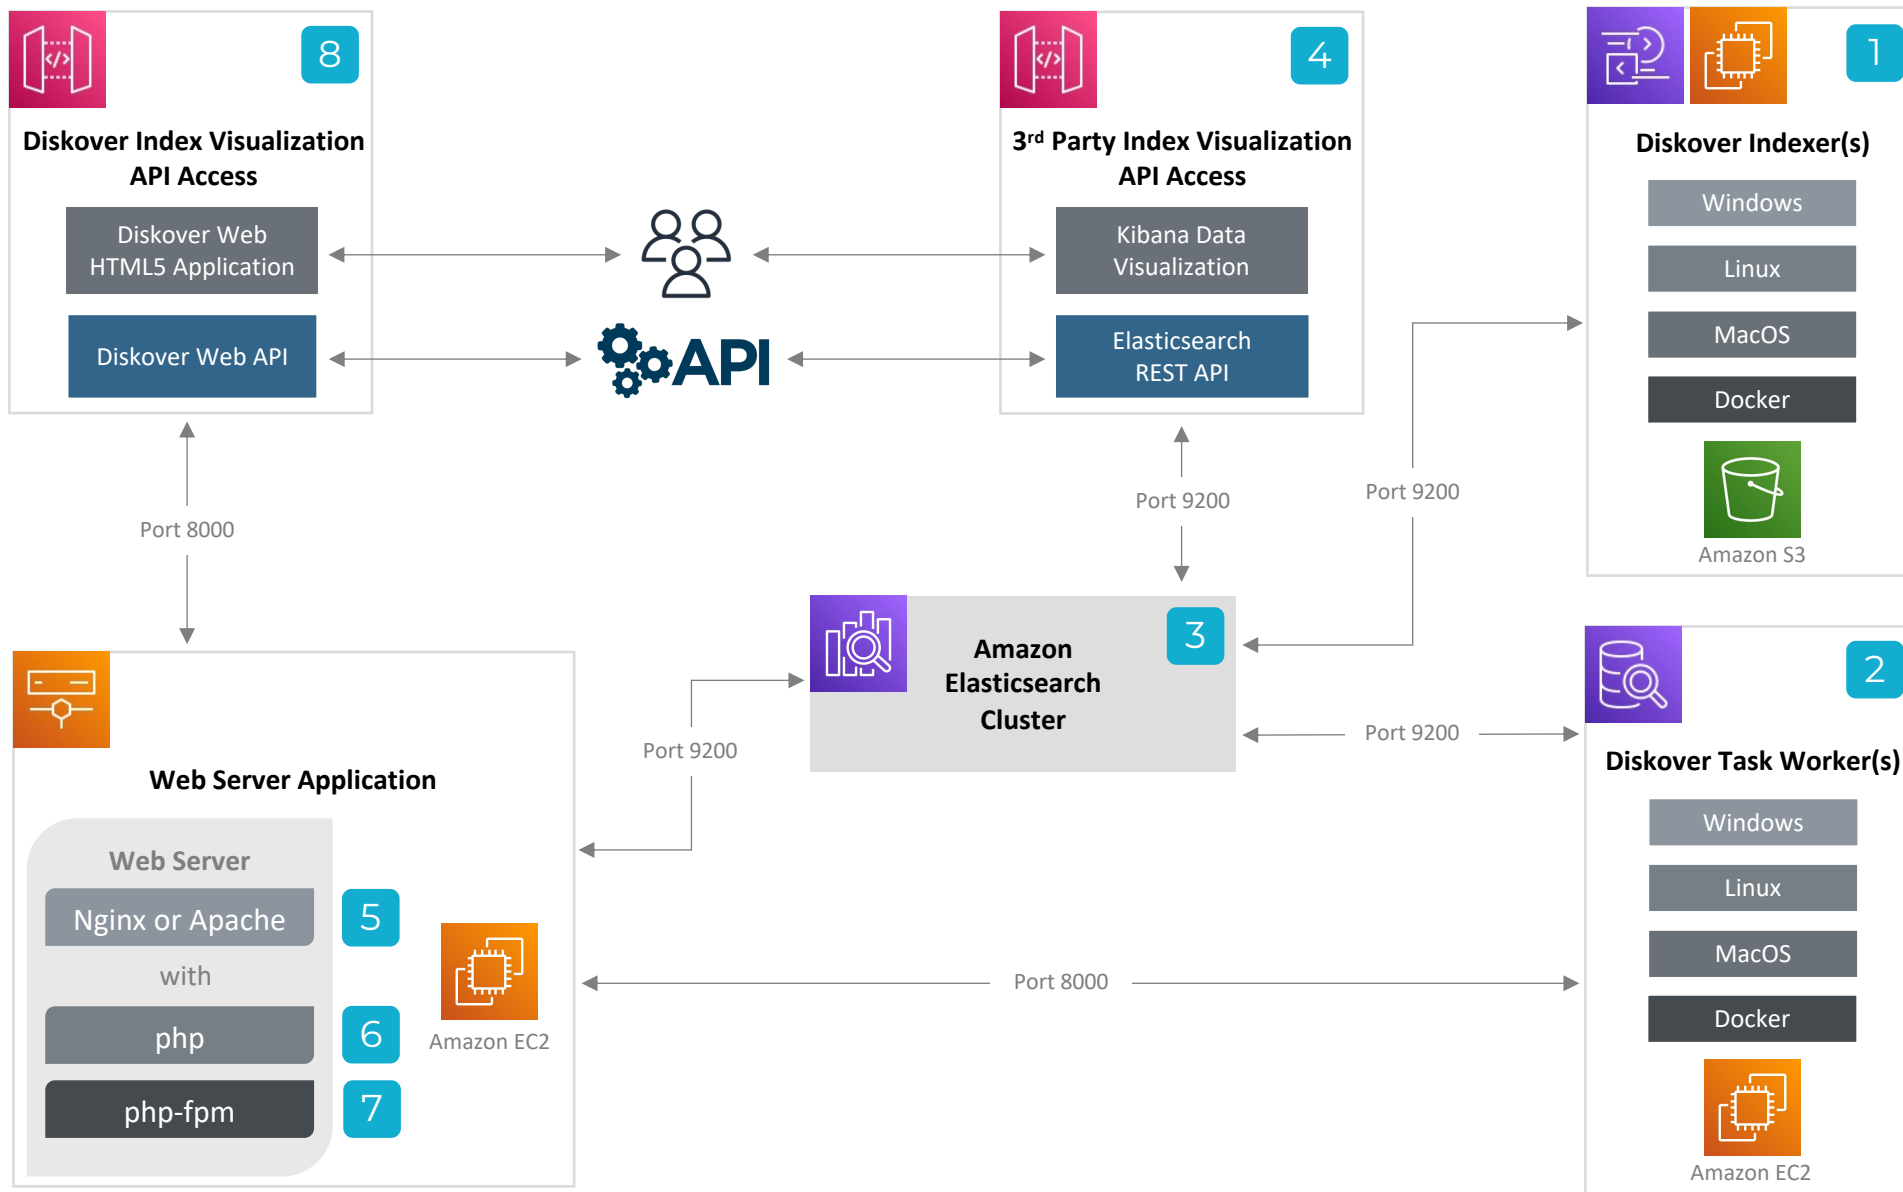 8
Diskover Index Visualization
API Access
Diskover Web
HTML5 Application
Diskover Web API
API
4
3rd Party Index Visualization
API Access
Kibana Data
Visualization
Elasticsearch
REST API
1
Diskover Indexer(s)
Windows
Linux
MacOS
Docker
Amazon S3
Port 8000
Port 9200
Port 9200
3
Amazon
Elasticsearch
Cluster
Port 9200
Port 9200
2
Diskover Task Worker(s)
Windows
Linux
MacOS
Docker
Amazon EC2
Web Server Application
Web Server
Nginx or Apache
5
with
php
6
php-fpm
7
Amazon EC2
Port 8000